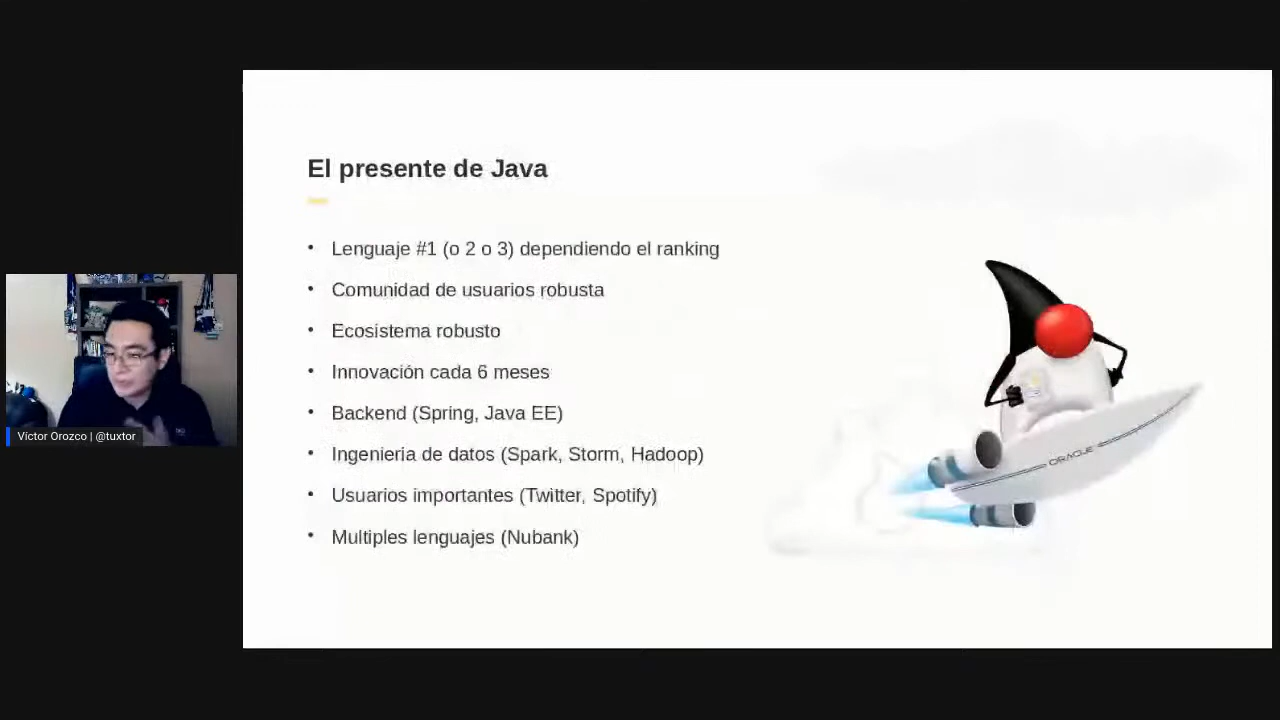 El presente de Java
• Lenguaje #1 (o 2 o 3) dependiendo el ranking
• Comunidad de usuarios robusta
• Ecosistema robusto
• Innovación cada 6 meses
• Backend (Spring, Java EE)
• Ingenieria de datos (Spark, Storm, Hadoop)
• Usuarios importantes (Twitter, Spotify)
• Multiples lenguajes (Nubank)
ORACLE
Víctor Orozco | @tuxtor